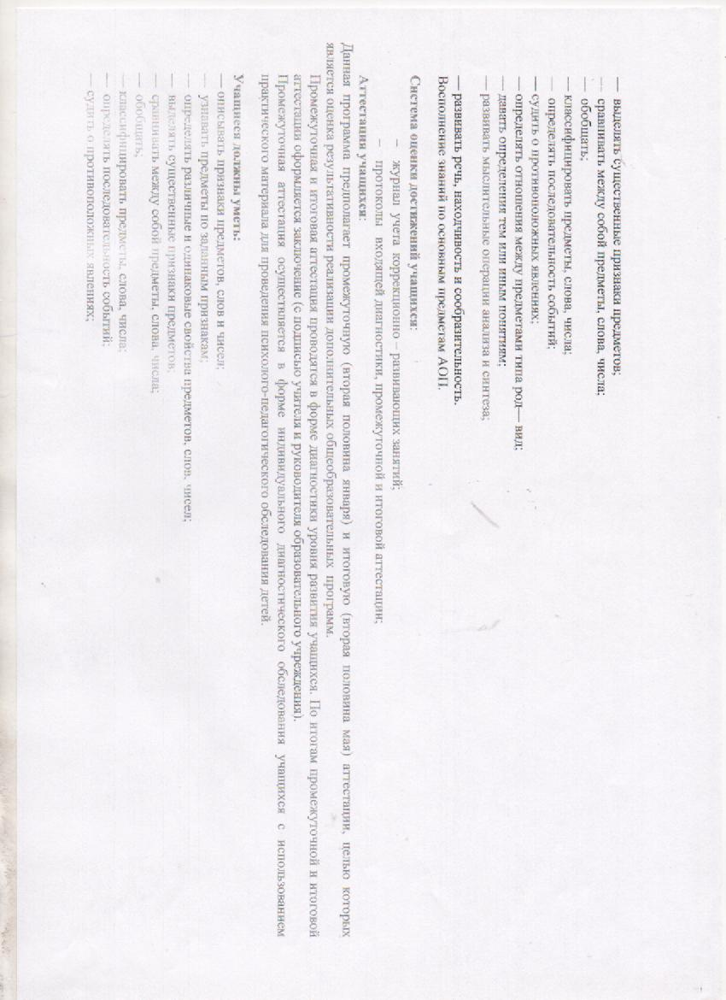 — выделять существенные признаки предметов;
— сравнивать между собой предметы, слова, числа;
— обобщать;
— классифицировать предметы, слова, числа;
— определять последовательность событий;
— судить о противоположных явлениях;
— определять отношения между предметами типа род— вид;
— давать определения тем или иным понятиям;
— развивать мыслительные операции анализа и синтеза;
— развивать речь, находчивость и сообразительность.
Восполнение знаний по основным предметам АОП.
Система оценки достижений учащихся:
- журнал учета коррекционно – развивающих занятий;
- протоколы входящей диагностики, промежуточной и итоговой аттестации;
Аттестация учащихся:
Данная программа предполагает промежуточную (вторая половина января) и итоговую (вторая половина мая) аттестации, целью которых
является оценка результативности реализации дополнительных общеобразовательных программ.
Промежуточная и итоговая аттестация проводятся в форме диагностики уровня развития учащихся. По итогам промежуточной и итоговой
аттестации оформляется заключение (с подписью учителя и руководителя образовательного учреждения).
Промежуточная аттестация осуществляется в форме индивидуального диагностического обследования учащихся с использованием
практического материала для проведения психолого-педагогического обследования детей.
Учащиеся должны уметь:
— описывать признаки предметов, слов и чисел;
— узнавать предметы по заданным признакам;
— определять различные и одинаковые свойства предметов, слов, чисел;
— выделять существенные признаки предметов;
— сравнивать между собой предметы, слова, числа;
— обобщать;
— классифицировать предметы, слова, числа;
— определять последовательность событий;
— судить о противоположных явлениях;